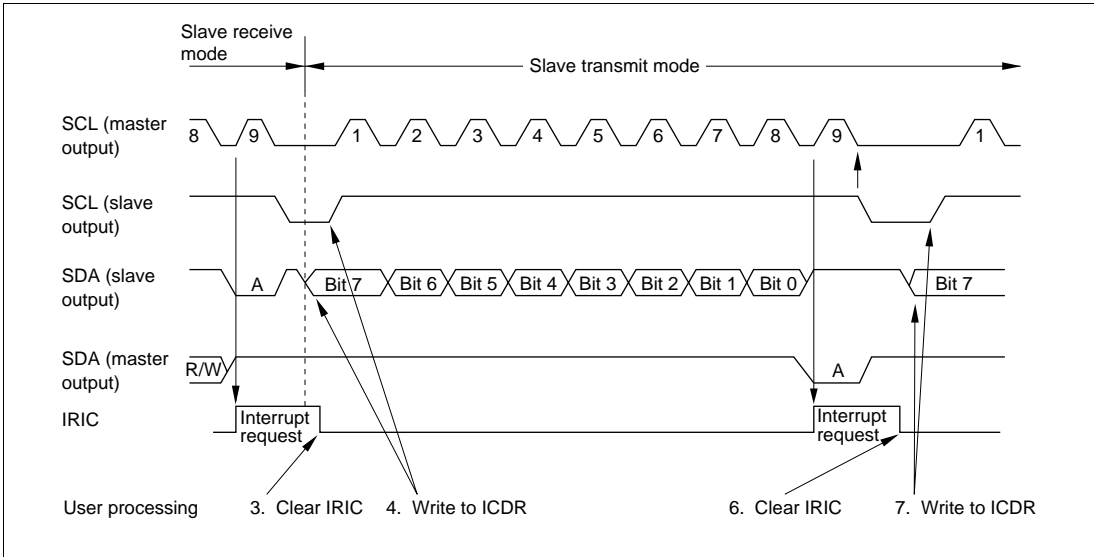 Slave receive
mode
Slave transmit mode
SCL (master
output)
8 9 1 2 3 4 5 6 7 8 9 1
SCL (slave
output)
SDA (slave
output)
A Bit 7 Bit 6 Bit 5 Bit 4 Bit 3 Bit 2 Bit 1 Bit 0 Bit 7
SDA (master
output)
R/W A
IRIC
Interrupt
request
Interrupt
request
User processing 3. Clear IRIC 4. Write to ICDR 6. Clear IRIC 7. Write to ICDR